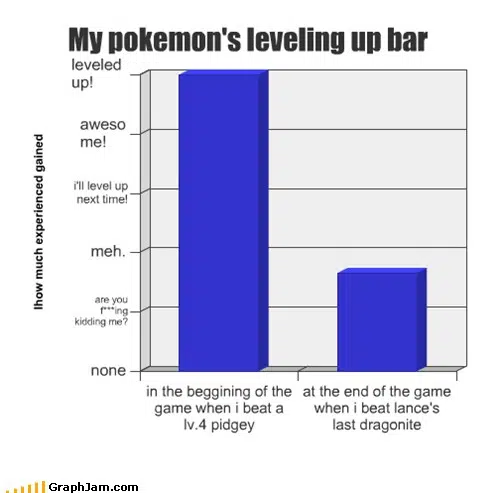 My pokemon's leveling up bar
leveled
up!
aweso
me!
i'll level up
next time!
meh.
are you
f***ing
kidding me?
none
Ihow much experienced gained
in the beggining of the
game when i beat a
lv.4 pidgey
at the end of the game
when i beat lance's
last dragonite
GraphJam.com